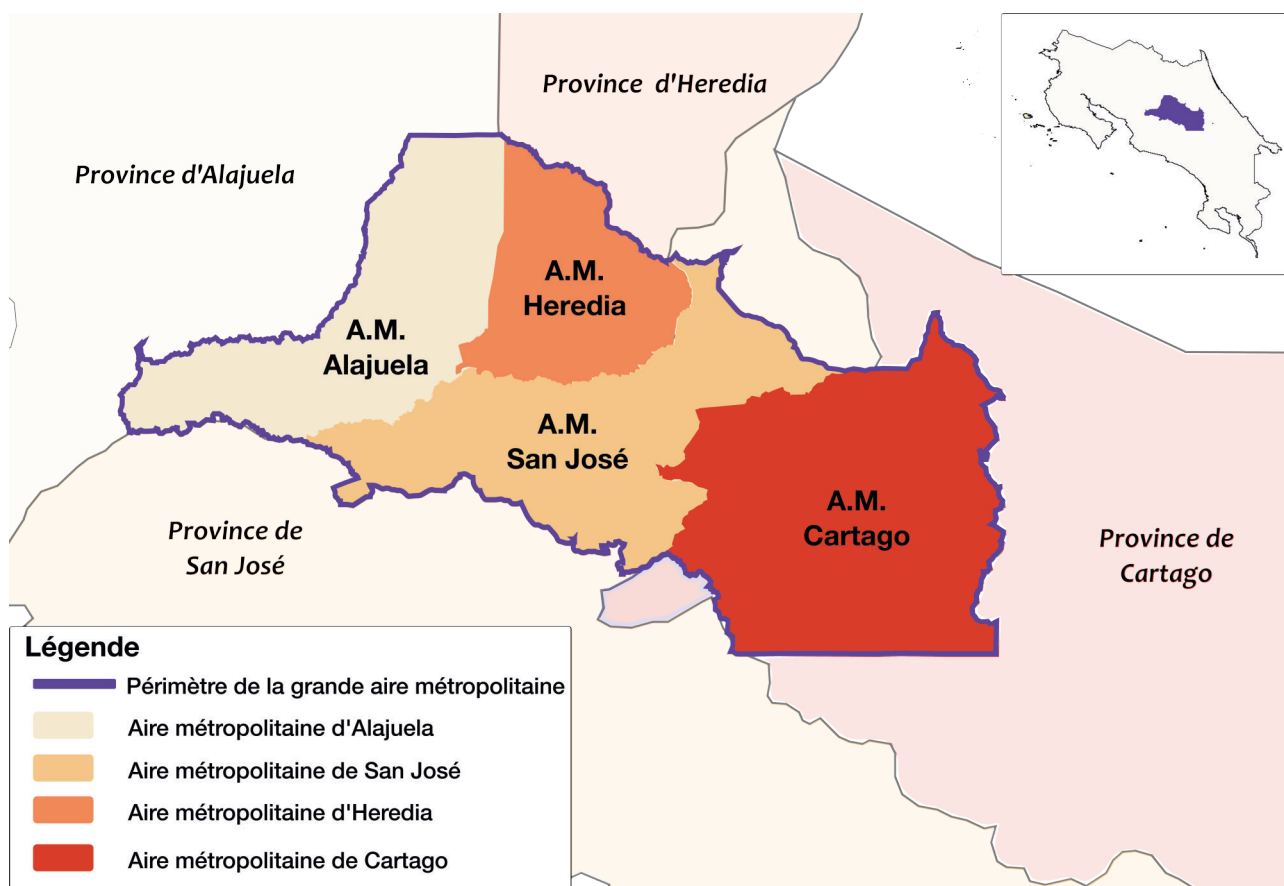 Province d'Heredia
Province d'Alajuela
A.M.
Heredia
A.M.
Alajuela
A.M.
San José
A.M.
Cartago
Province de
San José
Province de
Cartago
Légende
Périmètre de la grande aire métropolitaine
Aire métropolitaine d'Alajuela
Aire métropolitaine de San José
Aire métropolitaine d'Heredia
Aire métropolitaine de Cartago